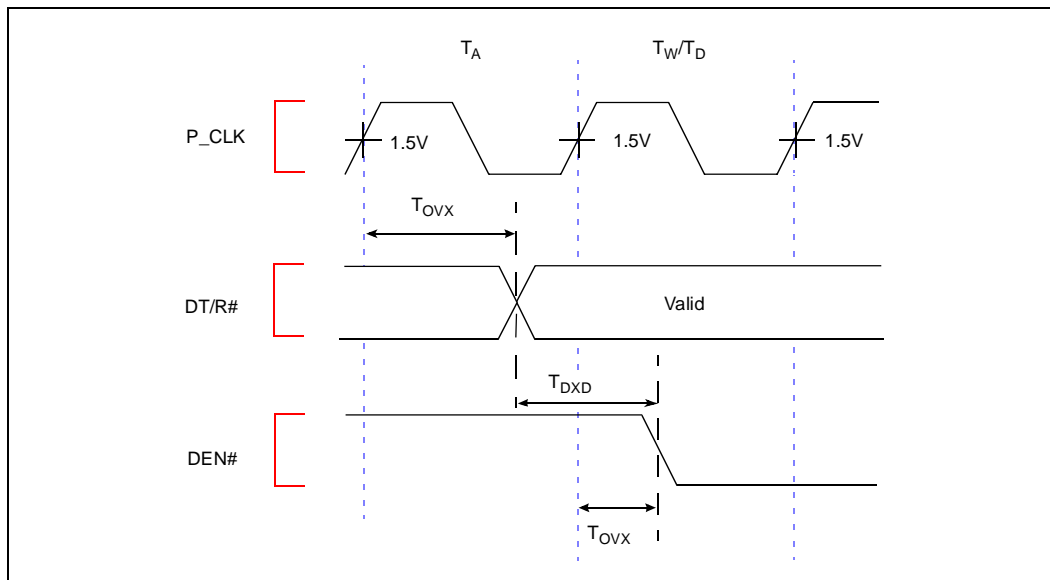 TA TW/TD
P_CLK 1.5V 1.5V 1.5V
TOVX
DT/R# Valid
TDXD
DEN#
TOVX